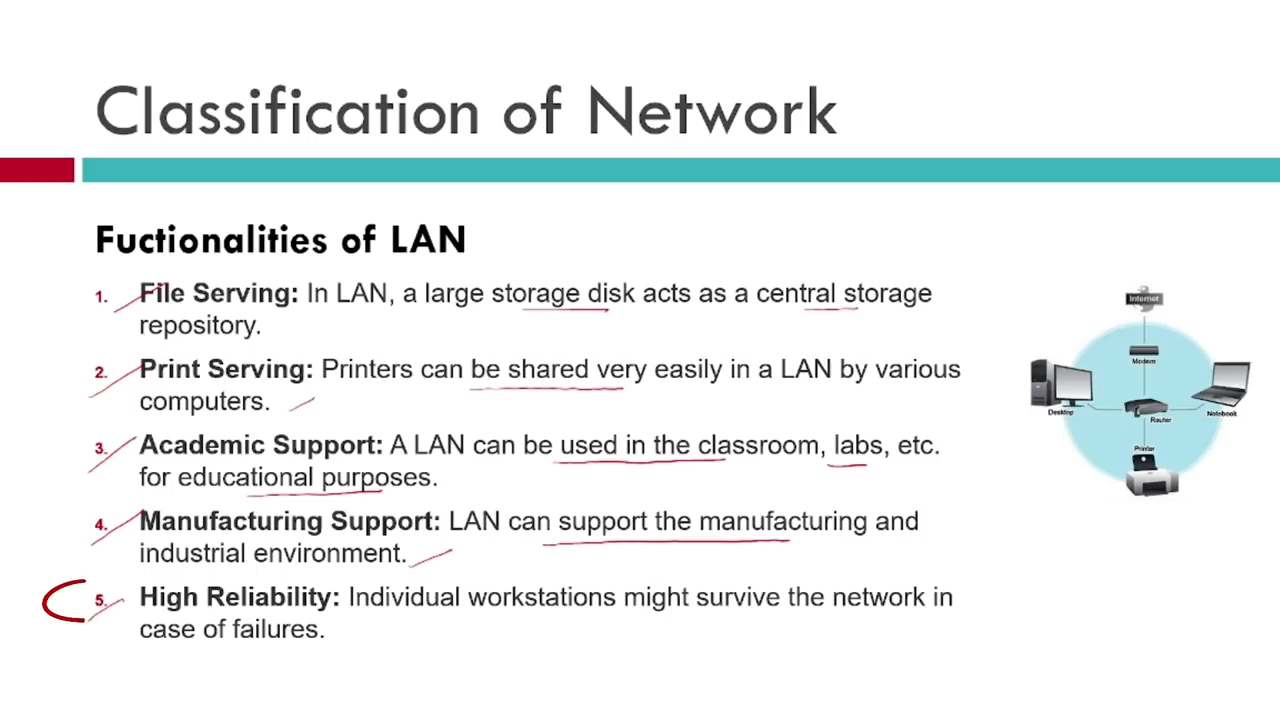 Classification of Network
Fuctionalities of LAN
1. File Serving: In LAN, a large storage disk acts as a central storage
repository.
2. Print Serving: Printers can be shared very easily in a LAN by various
computers.
3. Academic Support: A LAN can be used in the classroom, labs, etc.
for educational purposes.
4. Manufacturing Support: LAN can support the manufacturing and
industrial environment.
5. High Reliability: Individual workstations might survive the network in
case of failures.
Internet
Modem
Desktop
Router
Notebook
Printer